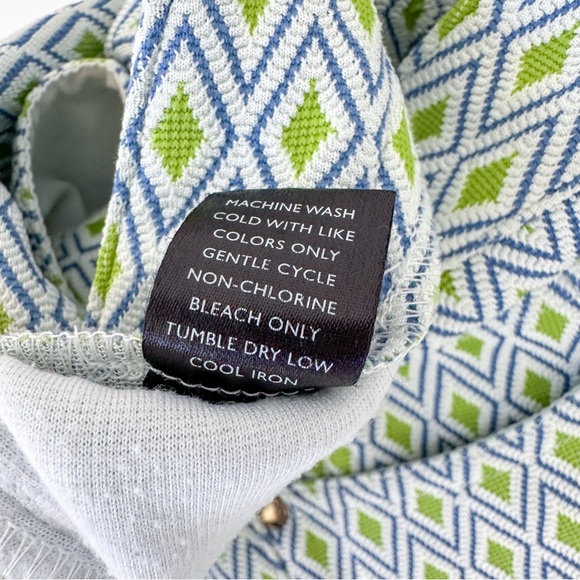 MACHINE WASH
COLD WITH LIKE
COLORS ONLY
GENTLE CYCLE
NON-CHLORINE
BLEACH ONLY
TUMBLE DRY LOW
COOL IRON